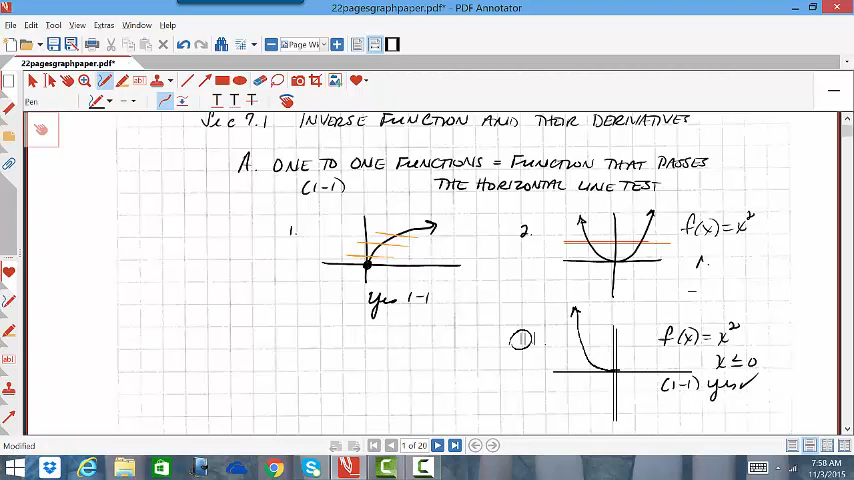 22pagesgraphpaper.pdf* - PDF Annotator
File Edit Tool View Extras Window Help
Page Wi
22pagesgraphpaper.pdf*
Pen
Sec 7.1 INVERSE FUNCTION AND THEIR DERIVATIVES
A. ONE TO ONE FUNCTIONS = FUNCTION THAT PASSES
(1-1) THE HORIZONTAL LINE TEST
1.
2.
f(x)=x²
yes 1-1
f(x)=x²
x≤0
(1-1) yes✓
Modified
1 of 20
7:58 AM
11/3/2015